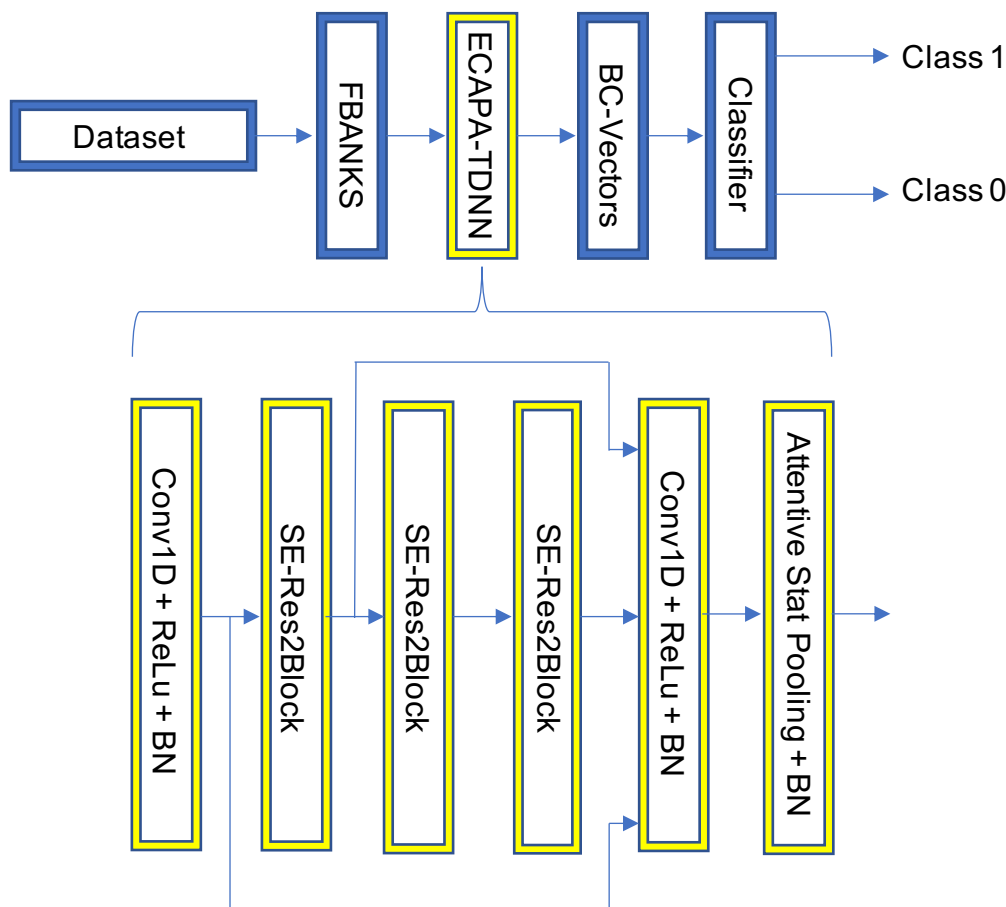 Dataset
FBANKS
ECAPA-TDNN
BC-Vectors
Classifier
Class 1
Class 0
Conv1D + ReLu + BN
SE-Res2Block
SE-Res2Block
SE-Res2Block
Conv1D + ReLu + BN
Attentive Stat Pooling + BN